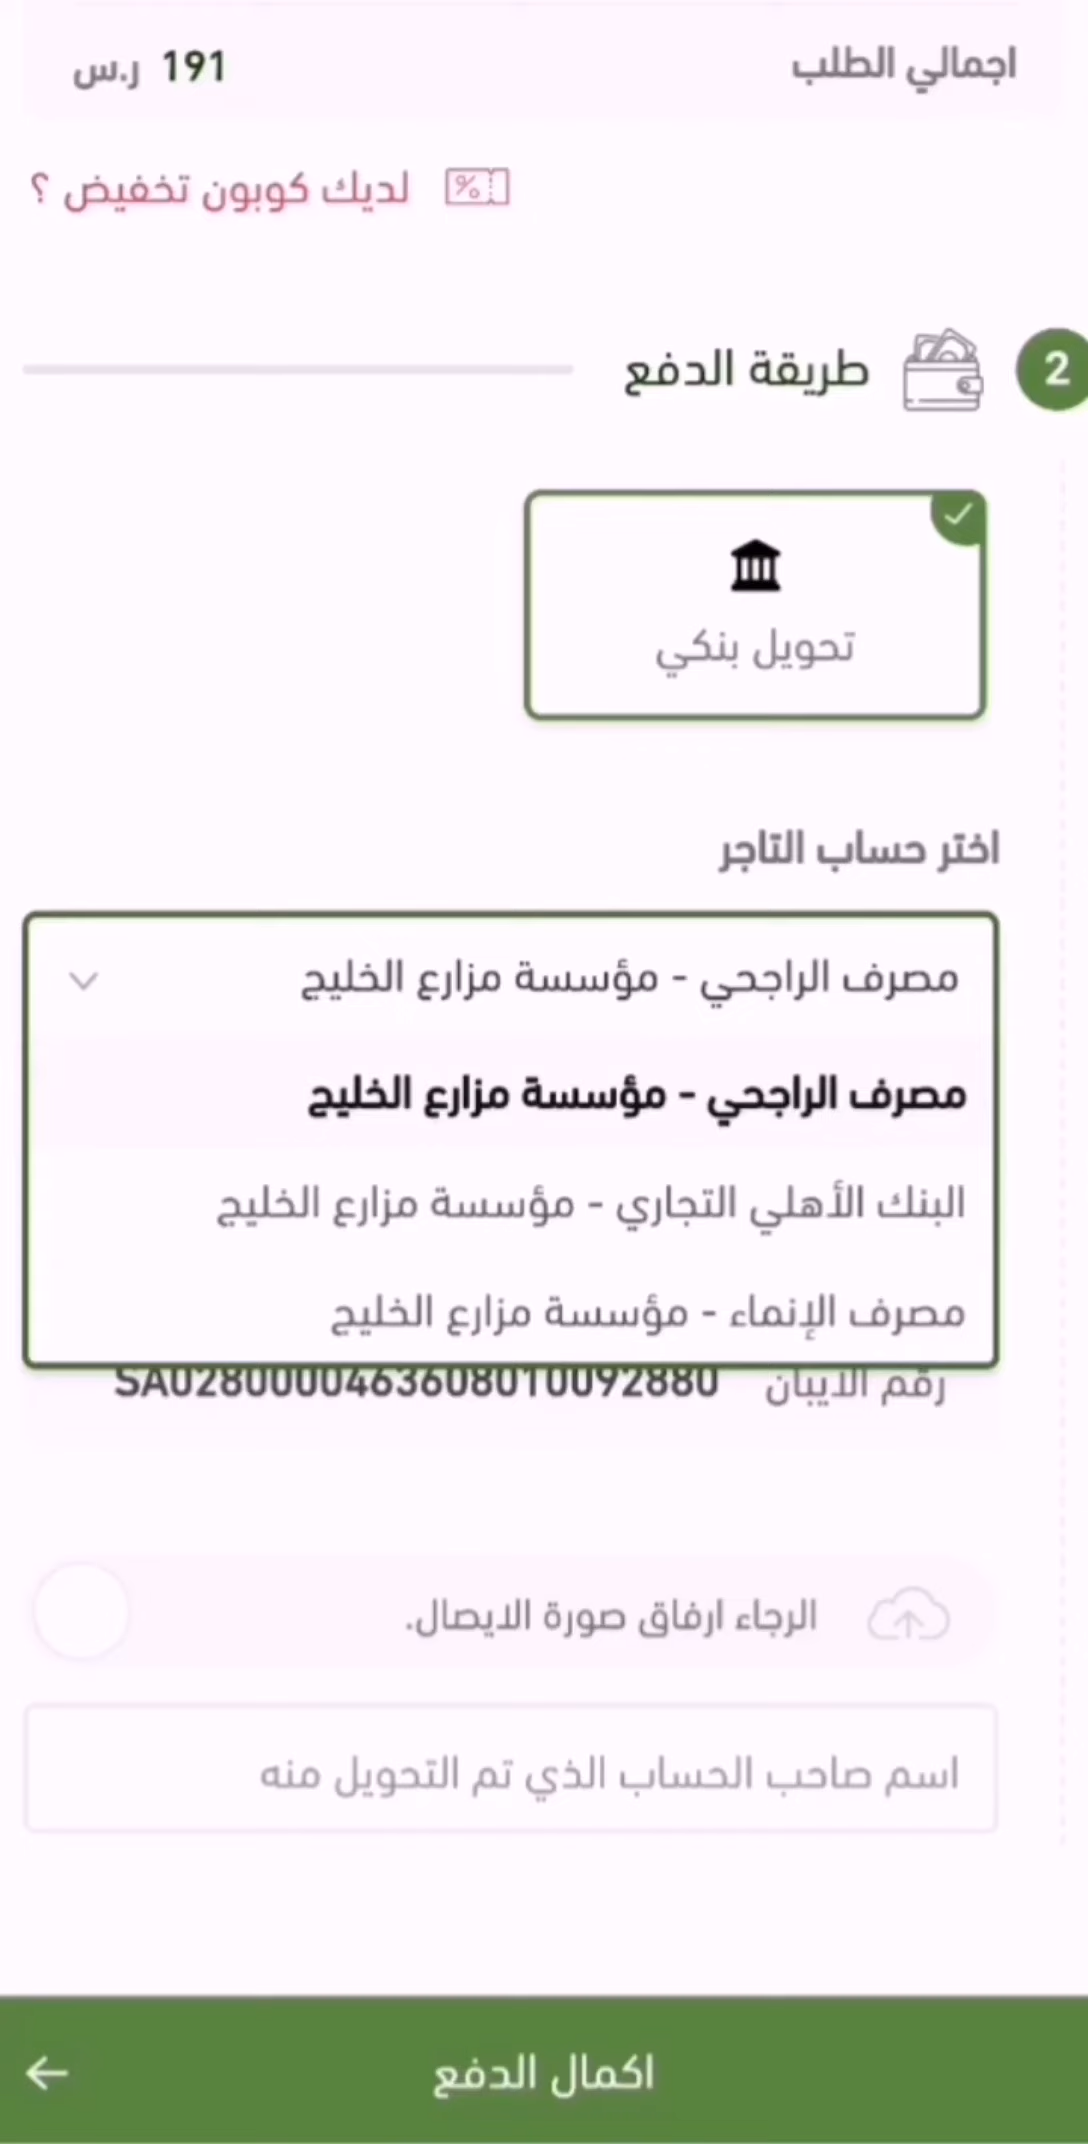 اجمالي الطلب 191 ر.س
لديك كوبون تخفيض ؟
2 طريقة الدفع
تحويل بنكي
اختر حساب التاجر
مصرف الراجحي - مؤسسة مزارع الخليج
مصرف الراجحي - مؤسسة مزارع الخليج
البنك الأهلي التجاري - مؤسسة مزارع الخليج
مصرف الإنماء - مؤسسة مزارع الخليج
رقم الايبان SA0280000463608010092880
الرجاء ارفاق صورة الايصال.
اسم صاحب الحساب الذي تم التحويل منه
اكمال الدفع